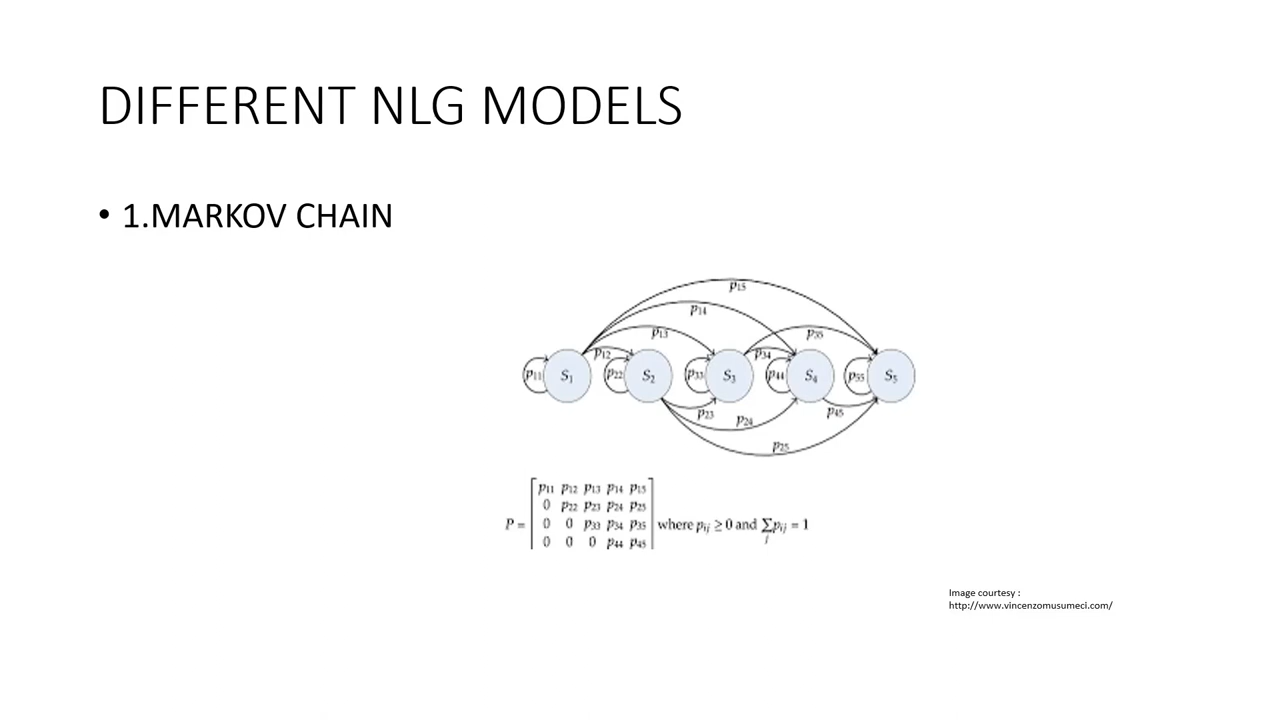 DIFFERENT NLG MODELS
• 1.MARKOV CHAIN
p15
p14
p13
p35
p12
p34
p11 S1 p22 S2 p33 S3 p44 S4 p55 S5
p23
p45
p24
p25
p11 p12 p13 p14 p15
0 p22 p23 p24 p25
P = 0 0 p33 p34 p35 where pij ≥ 0 and ∑j pij = 1
0 0 0 p44 p45
Image courtesy :
http://www.vincenzomusumeci.com/